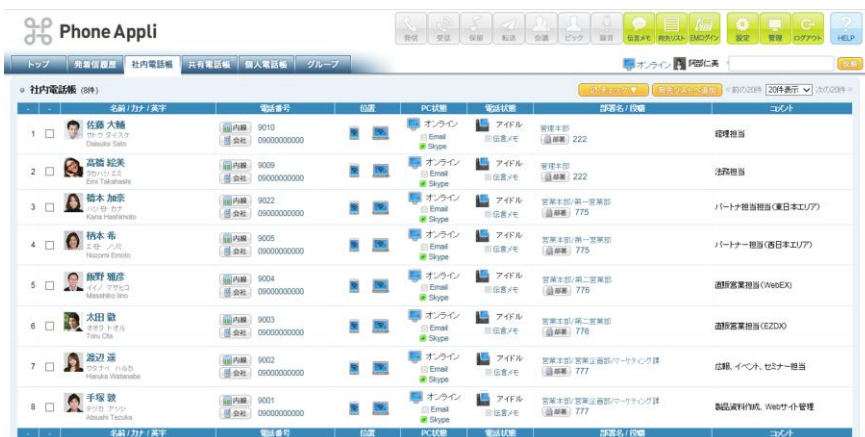 Phone Appli
発信 受話 保留 転送 会議 ピック 録音 伝言メモ 発先リスト EMログイン 設定 管理 ログアウト HELP
トップ 発着信履歴 社内電話帳 共有電話帳 個人電話帳 グループ
オンライン 阿部仁美
社内電話帳 (8件)
<前の20件 20件表示 次の20件>
名前/カナ/英字 電話番号 位置 PC状態 電話状態 部署名/役職 コメント
1 佐藤 大輔 サトウ ダイスケ Daisuke Sato
内線 9010
会社 09000000000
オンライン Email Skype
アイドル 伝言メモ
管理本部
部署 222
経理担当
2 高橋 絵美 タカハシ エミ Emi Takahashi
内線 9009
会社 09000000000
オンライン Email Skype
アイドル 伝言メモ
管理本部
部署 222
法務担当
3 橋本 加奈 ハシモト カナ Kana Hashimoto
内線 9022
会社 09000000000
オンライン Email Skype
アイドル 伝言メモ
営業本部/第一営業部
部署 775
パートナ担当担当(東日本エリア)
4 柄本 希 エモト ノゾミ Nozomi Emoto
内線 9005
会社 09000000000
オンライン Email Skype
アイドル 伝言メモ
営業本部/第一営業部
部署 775
パートナー担当(西日本エリア)
5 飯野 雅彦 イイノ マサヒコ Masahiko Iino
内線 9004
会社 09000000000
オンライン Email Skype
アイドル 伝言メモ
営業本部/第二営業部
部署 776
直販営業担当(WebEX)
6 太田 徹 オオタ トオル Toru Ota
内線 9003
会社 09000000000
オンライン Email Skype
アイドル 伝言メモ
営業本部/第二営業部
部署 776
直販営業担当(EZDX)
7 渡辺 遥 ワタナベ ハルカ Haruka Watanabe
内線 9002
会社 09000000000
オンライン Email Skype
アイドル 伝言メモ
営業本部/営業企画部/マーケティング課
部署 777
広報、イベント、セミナー担当
8 手塚 敦 テヅカ アツシ Atsushi Tezuka
内線 9001
会社 09000000000
オンライン Email Skype
アイドル 伝言メモ
営業本部/営業企画部/マーケティング課
部署 777
製品資料作成、Webサイト管理
名前/カナ/英字 電話番号 位置 PC状態 電話状態 部署名/役職 コメント